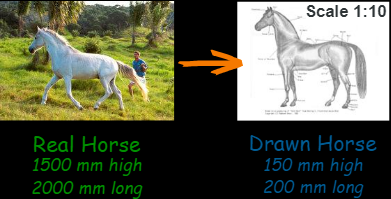 Scale 1:10
Real Horse
1500 mm high
2000 mm long
Drawn Horse
150 mm high
200 mm long